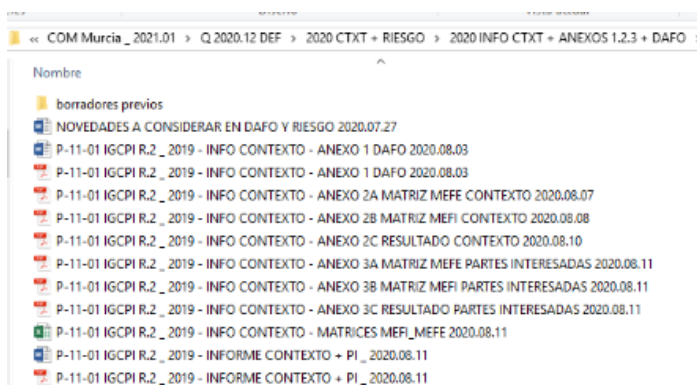 « COM Murcia _ 2021.01 > Q 2020.12 DEF > 2020 CTXT + RIESGO > 2020 INFO CTXT + ANEXOS 1.2.3 + DAFO >
Nombre
borradores previos
NOVEDADES A CONSIDERAR EN DAFO Y RIESGO 2020.07.27
P-11-01 IGCPI R.2 _ 2019 - INFO CONTEXTO - ANEXO 1 DAFO 2020.08.03
P-11-01 IGCPI R.2 _ 2019 - INFO CONTEXTO - ANEXO 1 DAFO 2020.08.03
P-11-01 IGCPI R.2 _ 2019 - INFO CONTEXTO - ANEXO 2A MATRIZ MEFE CONTEXTO 2020.08.07
P-11-01 IGCPI R.2 _ 2019 - INFO CONTEXTO - ANEXO 2B MATRIZ MEFI CONTEXTO 2020.08.08
P-11-01 IGCPI R.2 _ 2019 - INFO CONTEXTO - ANEXO 2C RESULTADO CONTEXTO 2020.08.10
P-11-01 IGCPI R.2 _ 2019 - INFO CONTEXTO - ANEXO 3A MATRIZ MEFE PARTES INTERESADAS 2020.08.11
P-11-01 IGCPI R.2 _ 2019 - INFO CONTEXTO - ANEXO 3B MATRIZ MEFI PARTES INTERESADAS 2020.08.11
P-11-01 IGCPI R.2 _ 2019 - INFO CONTEXTO - ANEXO 3C RESULTADO PARTES INTERESADAS 2020.08.11
P-11-01 IGCPI R.2 _ 2019 - INFO CONTEXTO - MATRICES MEFI_MEFE 2020.08.11
P-11-01 IGCPI R.2 _ 2019 - INFORME CONTEXTO + PI _ 2020.08.11
P-11-01 IGCPI R.2 _ 2019 - INFORME CONTEXTO + PI _ 2020.08.11